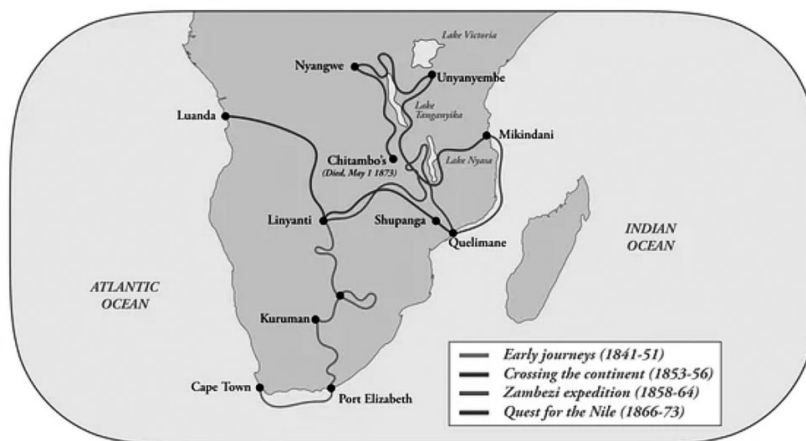 Lake Victoria
Nyangwe
Unyanyembe
Lake
Tanganyika
Luanda
Mikindani
Lake Nyasa
Chitambo's
(Died, May 1 1873)
Linyanti
Shupanga
Quelimane
INDIAN
OCEAN
ATLANTIC
OCEAN
Kuruman
Cape Town
Port Elizabeth
Early journeys (1841-51)
Crossing the continent (1853-56)
Zambezi expedition (1858-64)
Quest for the Nile (1866-73)